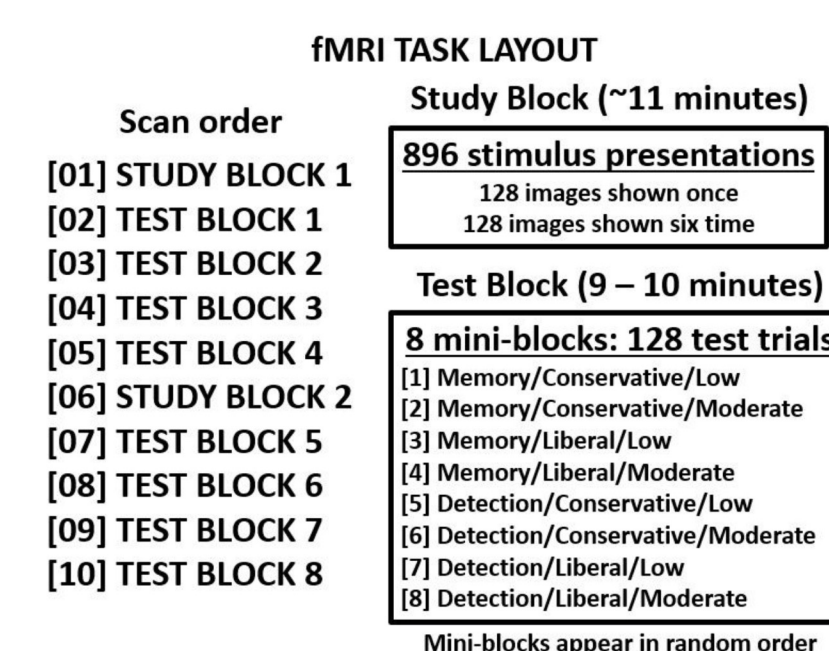 fMRI TASK LAYOUT
Scan order
[01] STUDY BLOCK 1
[02] TEST BLOCK 1
[03] TEST BLOCK 2
[04] TEST BLOCK 3
[05] TEST BLOCK 4
[06] STUDY BLOCK 2
[07] TEST BLOCK 5
[08] TEST BLOCK 6
[09] TEST BLOCK 7
[10] TEST BLOCK 8
Study Block (~11 minutes)
896 stimulus presentations
128 images shown once
128 images shown six time
Test Block (9 – 10 minutes)
8 mini-blocks: 128 test trials
[1] Memory/Conservative/Low
[2] Memory/Conservative/Moderate
[3] Memory/Liberal/Low
[4] Memory/Liberal/Moderate
[5] Detection/Conservative/Low
[6] Detection/Conservative/Moderate
[7] Detection/Liberal/Low
[8] Detection/Liberal/Moderate
Mini-blocks appear in random order